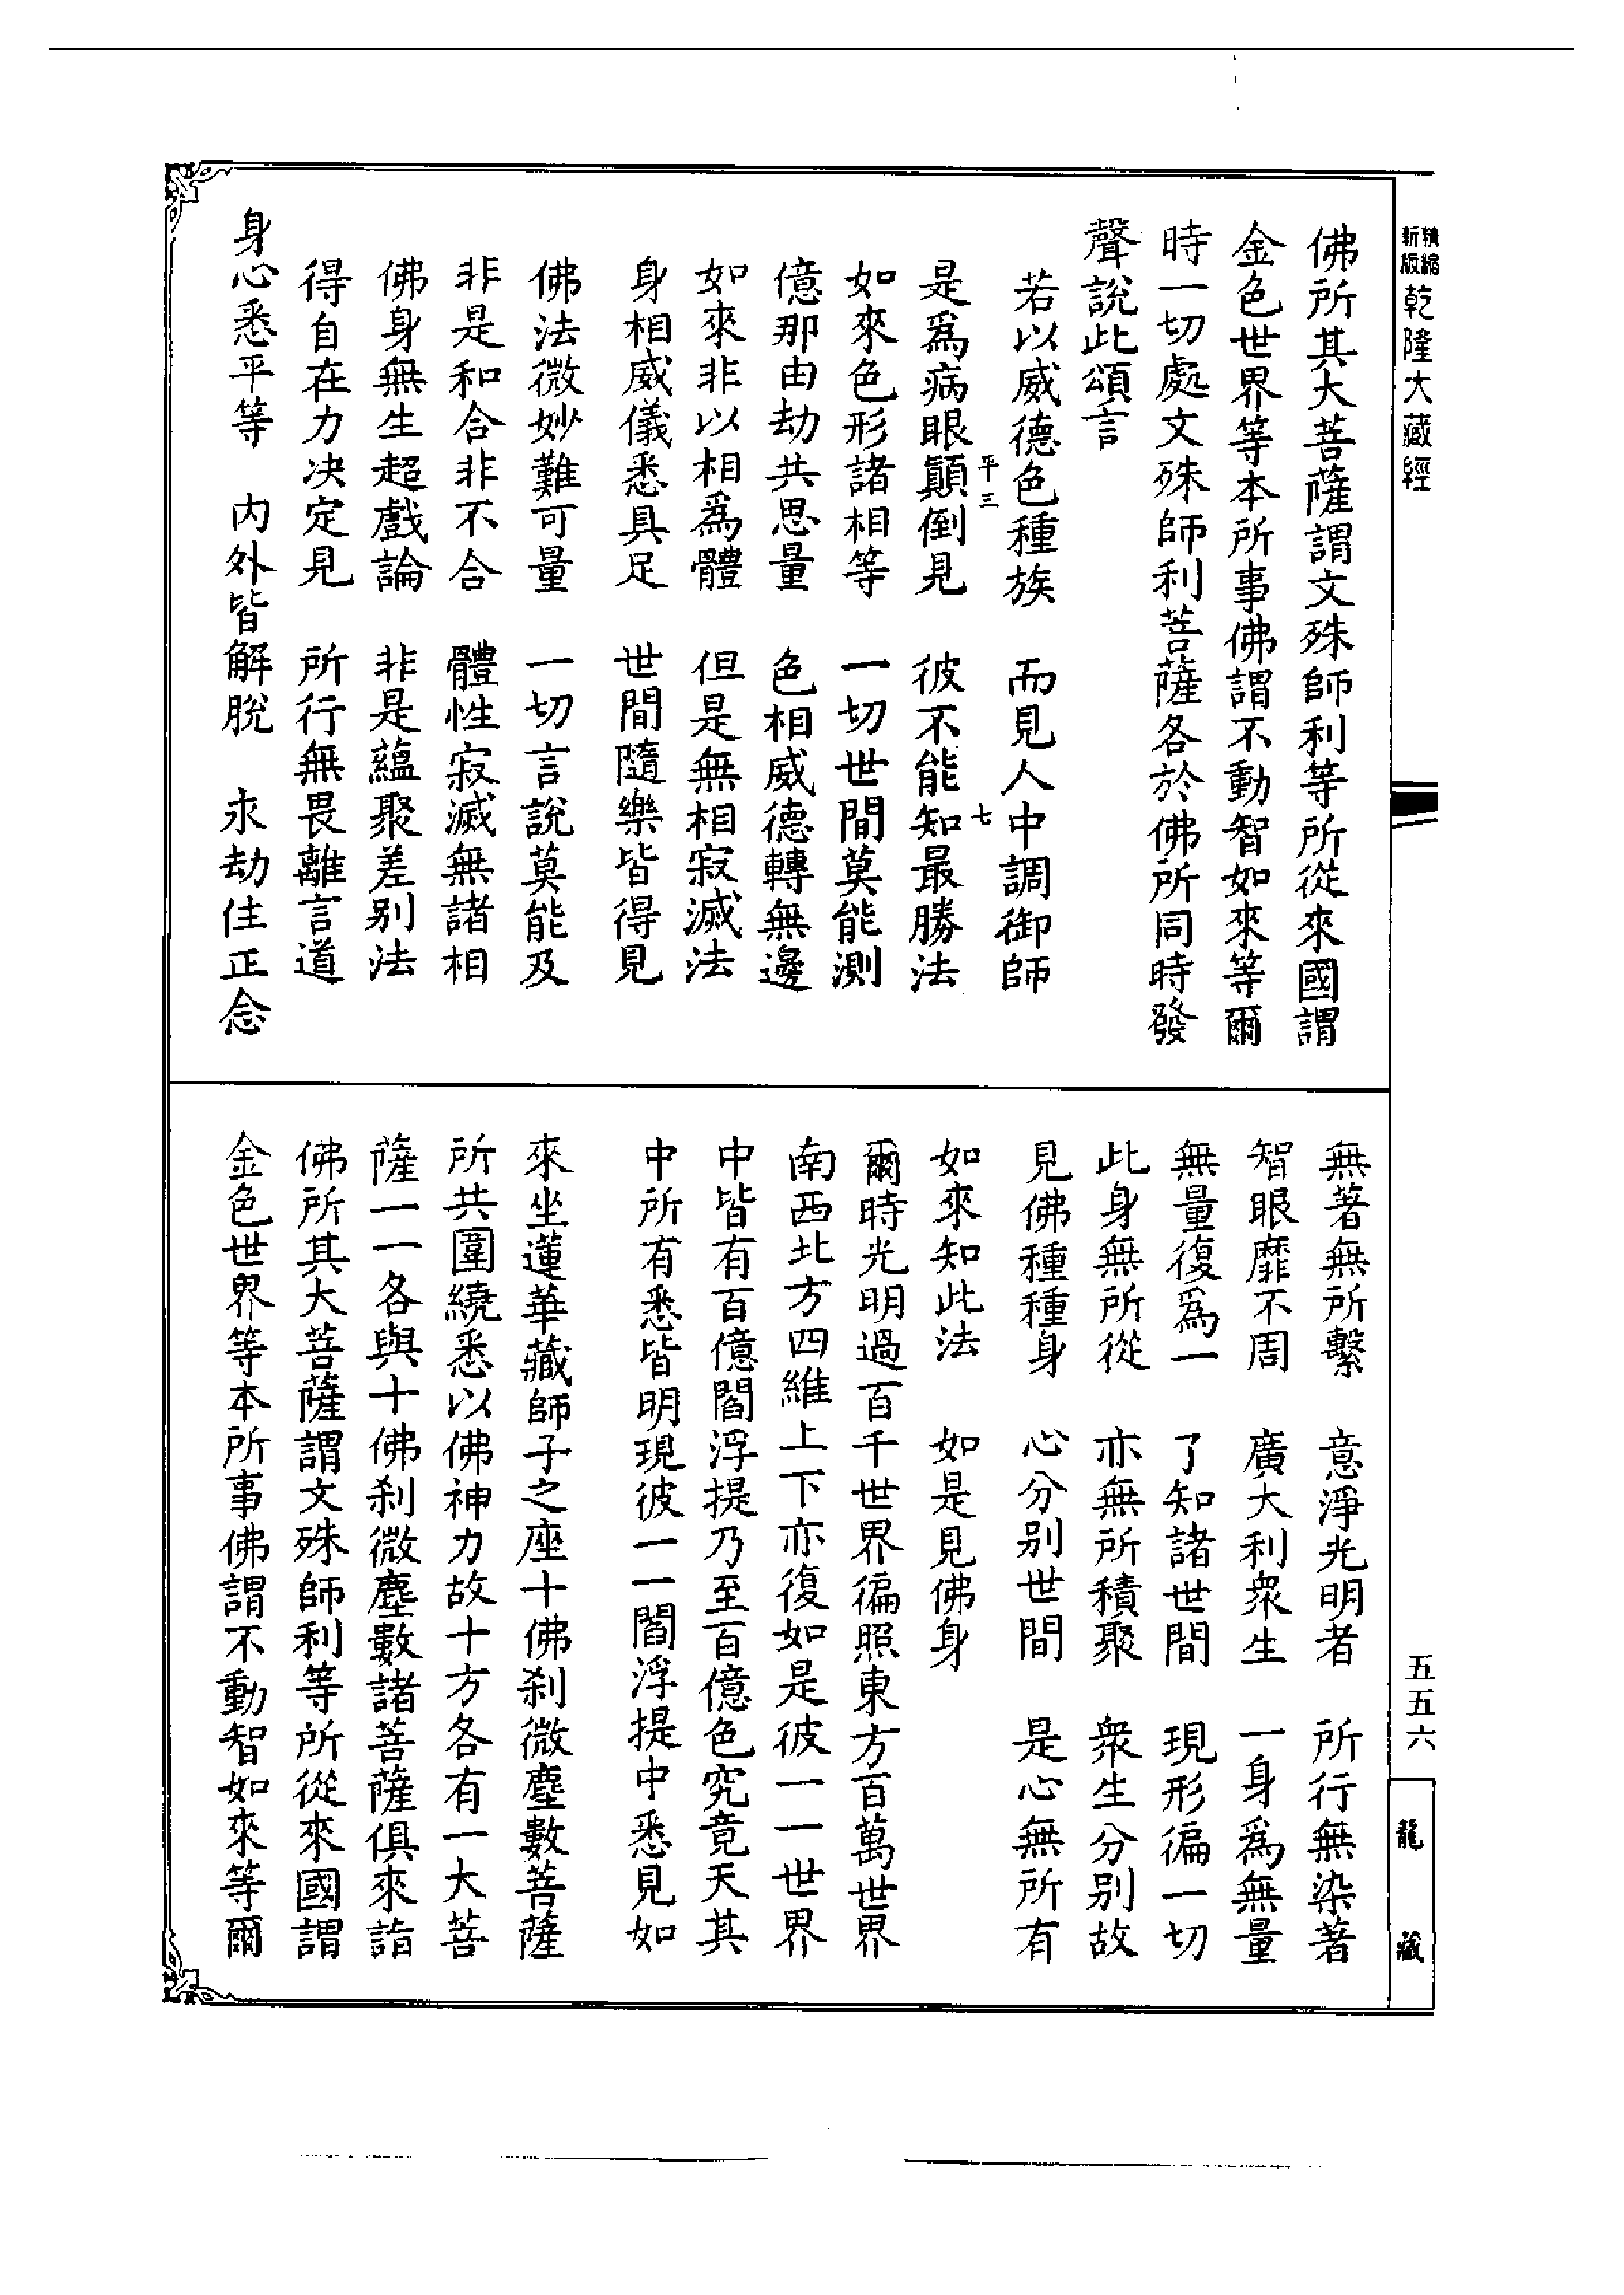 精縮
新版
乾隆大藏經
佛所其大菩薩謂文殊師利等所從來國謂
金色世界等本所事佛謂不動智如來等爾
時一切處文殊師利菩薩各於佛所同時發
聲說此頌言
若以威德色種族　而見人中調御師
是爲病眼顛倒見　彼不能知最勝法
平三
七
如來色形諸相等　一切世間莫能測
億那由劫共思量　色相威德轉無邊
如來非以相爲體　但是無相寂滅法
身相威儀悉具足　世間隨樂皆得見
佛法微妙難可量　一切言說莫能及
非是和合非不合　體性寂滅無諸相
佛身無生超戲論　非是蘊聚差別法
得自在力决定見　所行無畏離言道
身心悉平等　內外皆解脫　永劫住正念
無著無所繫　意淨光明者　所行無染著
智眼靡不周　廣大利衆生　一身爲無量
無量復爲一　了知諸世間　現形徧一切
此身無所從　亦無所積聚　衆生分別故
見佛種種身　心分別世間　是心無所有
如來知此法　如是見佛身
爾時光明過百千世界徧照東方百萬世界
南西北方四維上下亦復如是彼一一世界
中皆有百億閻浮提乃至百億色究竟天其
中所有悉皆明現彼一一閻浮提中悉見如
來坐蓮華藏師子之座十佛刹微塵數菩薩
所共圍繞悉以佛神力故十方各有一大菩
薩一一各與十佛刹微塵數諸菩薩俱來詣
佛所其大菩薩謂文殊師利等所從來國謂
金色世界等本所事佛謂不動智如來等爾
五五六
龍藏